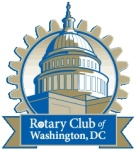 Rotary Club of
Washington, DC